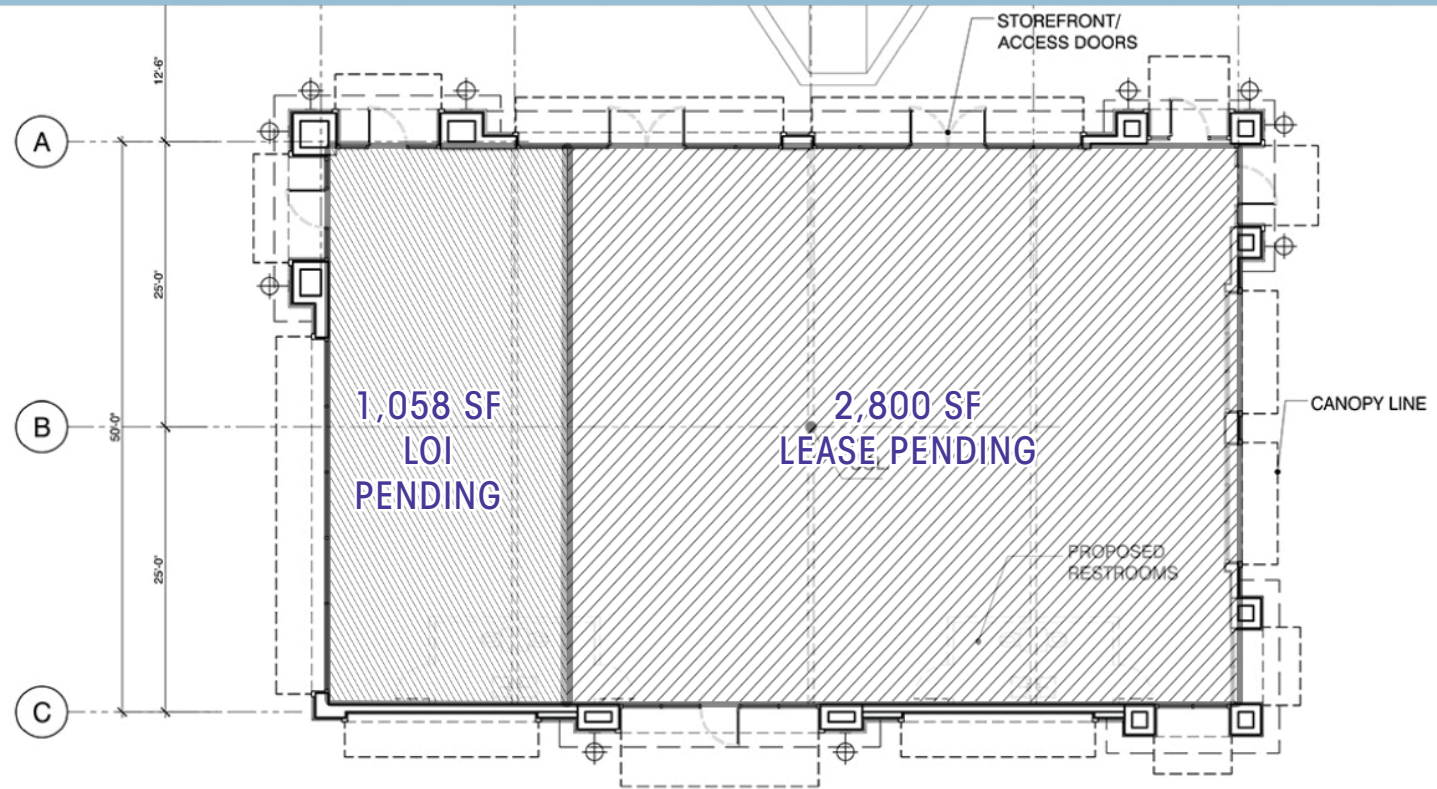 STOREFRONT/
ACCESS DOORS
12'-6"
A
25'-0"
1,058 SF
LOI
PENDING
2,800 SF
LEASE PENDING
CANOPY LINE
B
50'-0"
PROPOSED
RESTROOMS
25'-0"
C